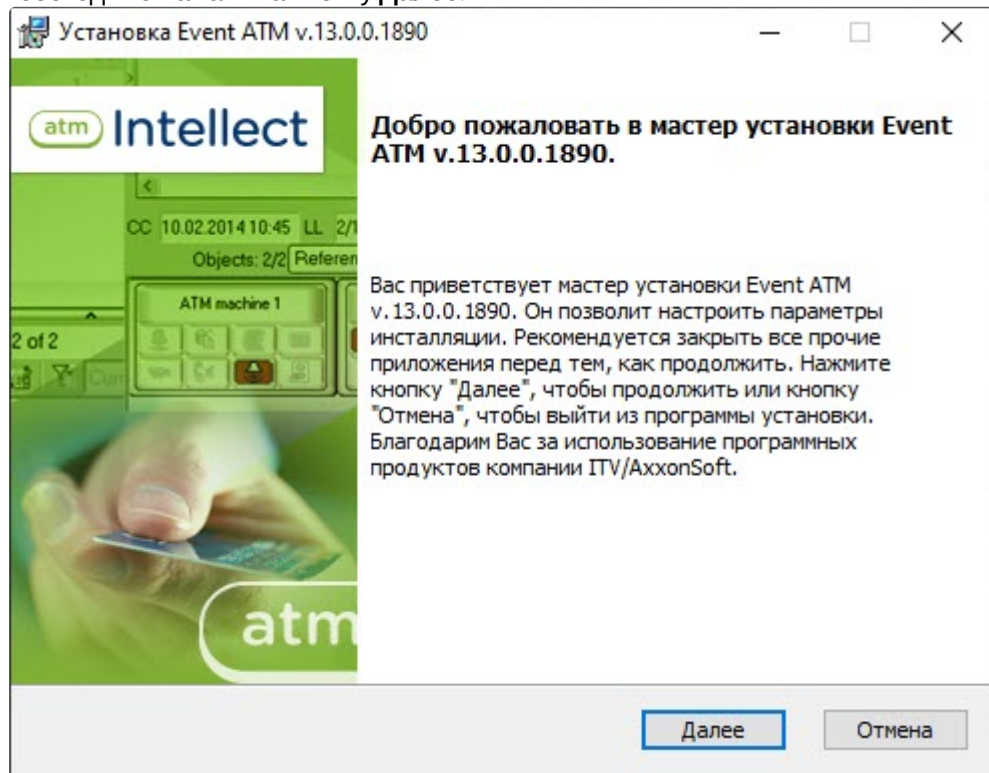 Установка Event ATM v.13.0.0.1890
atm Intellect
Добро пожаловать в мастер установки Event
ATM v.13.0.0.1890.
CC 10.02.2014 10:45 LL 2/1
Objects: 2/2 Referen
ATM machine 1
2 of 2
Вас приветствует мастер установки Event ATM
v.13.0.0.1890. Он позволит настроить параметры
инсталляции. Рекомендуется закрыть все прочие
приложения перед тем, как продолжить. Нажмите
кнопку "Далее", чтобы продолжить или кнопку
"Отмена", чтобы выйти из программы установки.
Благодарим Вас за использование программных
продуктов компании ITV/AxxonSoft.
atm
Далее Отмена